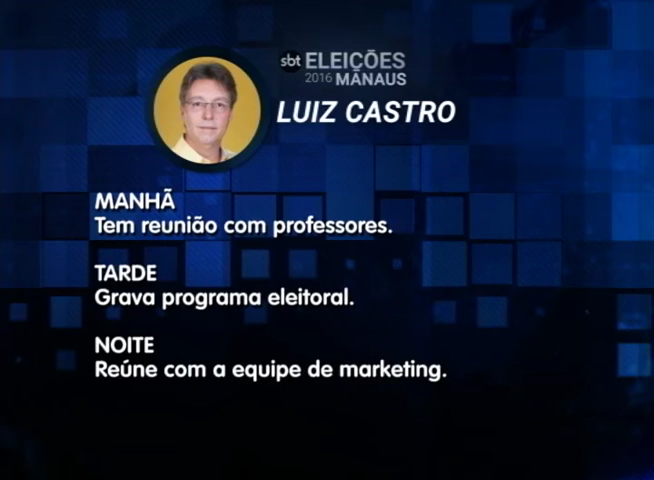 sbt ELEIÇÕES
2016 MANAUS
LUIZ CASTRO
MANHÃ
Tem reunião com professores.
TARDE
Grava programa eleitoral.
NOITE
Reúne com a equipe de marketing.